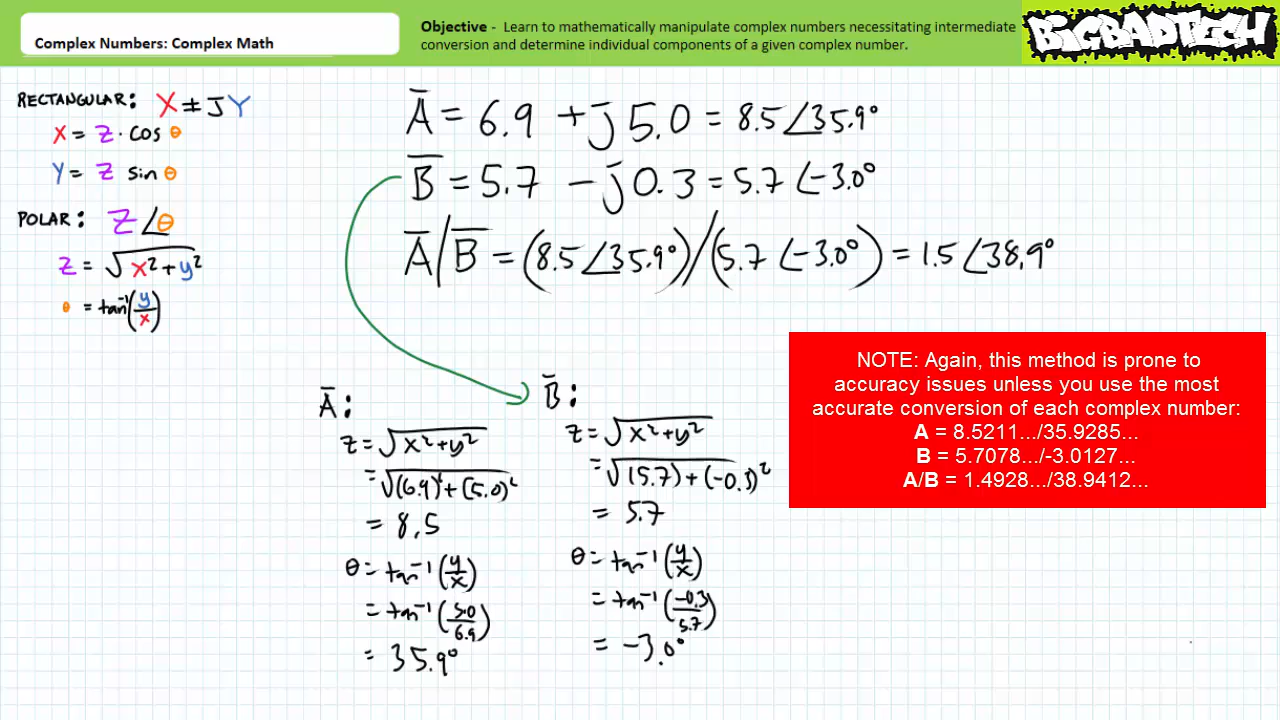 Complex Numbers: Complex Math
Objective - Learn to mathematically manipulate complex numbers necessitating intermediate
conversion and determine individual components of a given complex number.
BIGBADTECH
RECTANGULAR: X ± JY
X = Z · cos θ
Y = Z sin θ
POLAR: Z∠θ
Z = √x² + y²
θ = tan⁻¹(y/x)
A̅ = 6.9 + j5.0 = 8.5∠35.9°
B̅ = 5.7 - j0.3 = 5.7∠-3.0°
A̅/B̅ = (8.5∠35.9°)/(5.7∠-3.0°) = 1.5∠38.9°
NOTE: Again, this method is prone to
accuracy issues unless you use the most
accurate conversion of each complex number:
A = 8.5211.../35.9285...
B = 5.7078.../-3.0127...
A/B = 1.4928.../38.9412...
A̅:
Z = √x² + y²
= √(6.9)² + (5.0)²
= 8.5
θ = tan⁻¹(y/x)
= tan⁻¹(5.0/6.9)
= 35.9°
B̅:
Z = √x² + y²
= √(5.7) + (-0.3)²
= 5.7
θ = tan⁻¹(y/x)
= tan⁻¹(-0.3/5.7)
= -3.0°